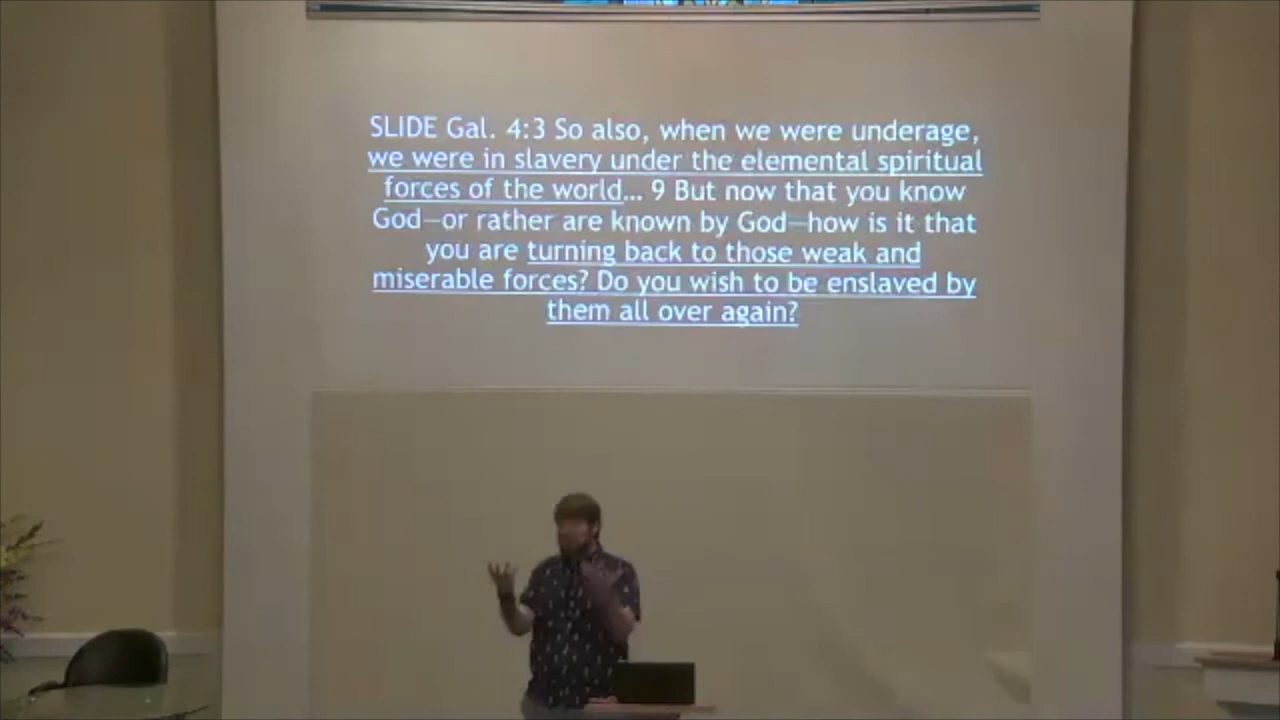 SLIDE Gal. 4:3 So also, when we were underage,
we were in slavery under the elemental spiritual
forces of the world... 9 But now that you know
God—or rather are known by God—how is it that
you are turning back to those weak and
miserable forces? Do you wish to be enslaved by
them all over again?